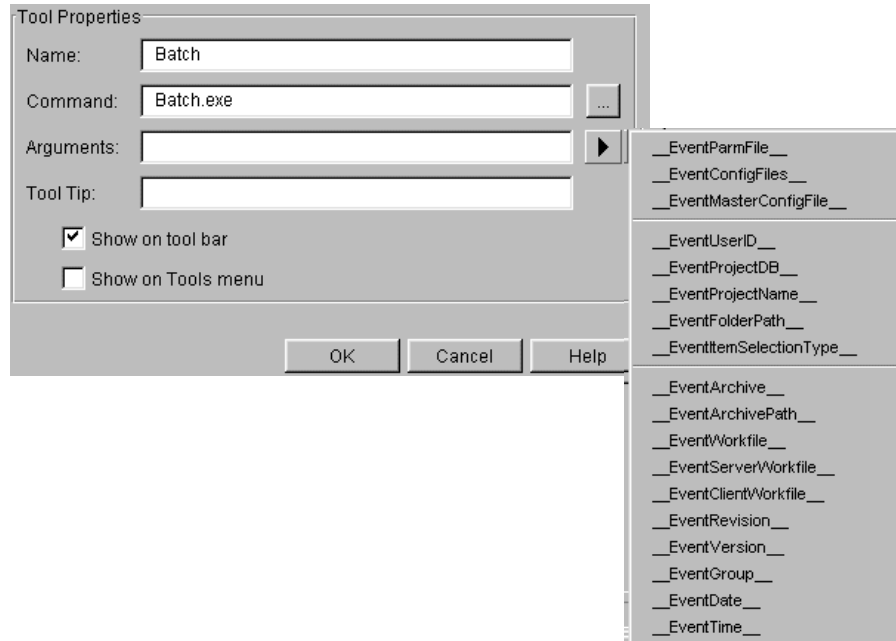 Tool Properties
Name: Batch
Command: Batch.exe ...
Arguments:
Tool Tip:
Show on tool bar
Show on Tools menu
OK Cancel Help
__EventParmFile__
__EventConfigFiles__
__EventMasterConfigFile__
__EventUserID__
__EventProjectDB__
__EventProjectName__
__EventFolderPath__
__EventItemSelectionType__
__EventArchive__
__EventArchivePath__
__EventWorkfile__
__EventServerWorkfile__
__EventClientWorkfile__
__EventRevision__
__EventVersion__
__EventGroup__
__EventDate__
__EventTime__